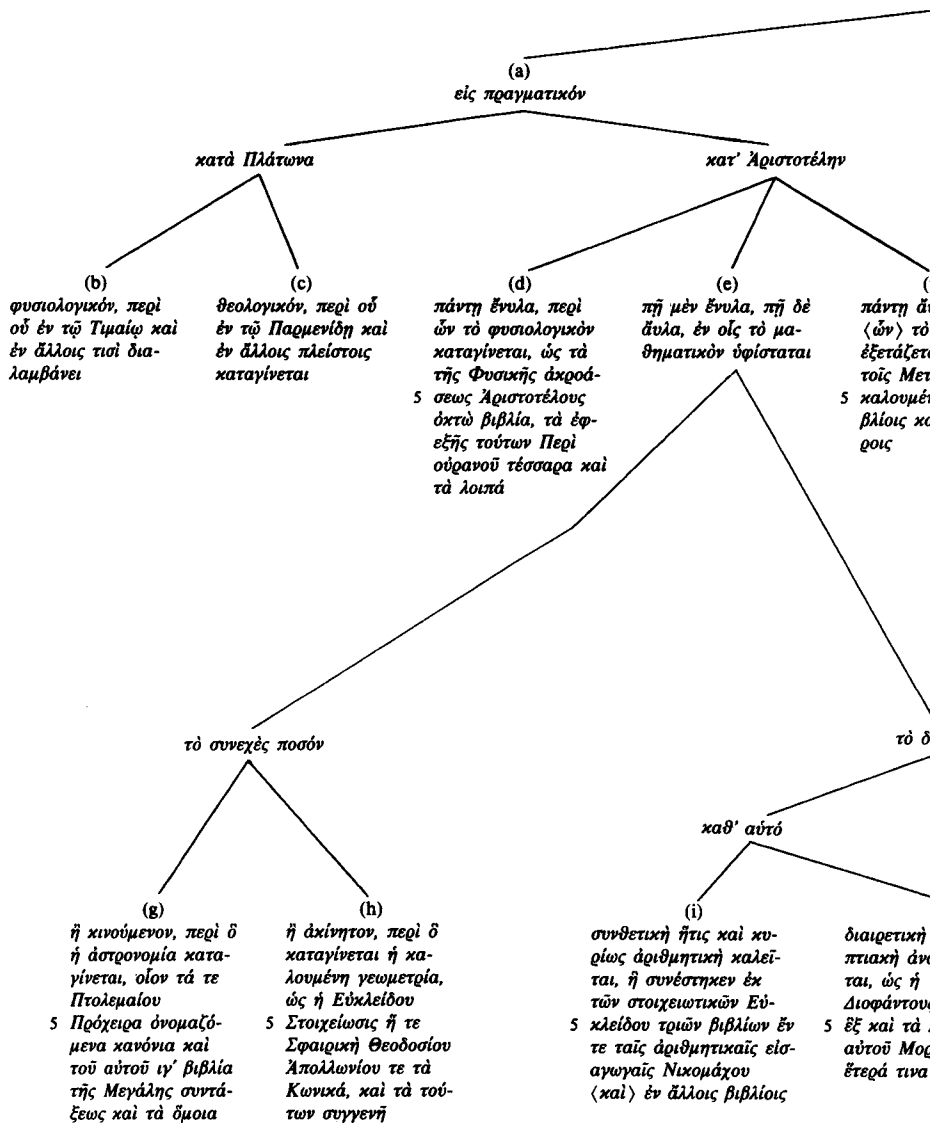 (a)
εἰς πραγματικόν
κατὰ Πλάτωνα
κατ' Ἀριστοτέλην
(b)
φυσιολογικόν, περὶ
οὗ ἐν τῷ Τιμαίῳ καὶ
ἐν ἄλλοις τισὶ δια-
λαμβάνει
(c)
θεολογικόν, περὶ οὗ
ἐν τῷ Παρμενίδῃ καὶ
ἐν ἄλλοις πλείστοις
καταγίνεται
(d)
πάντῃ ἔνυλα, περὶ
ὧν τὸ φυσιολογικὸν
καταγίνεται, ὡς τὰ
τῆς Φυσικῆς ἀκροά-
5 σεως Ἀριστοτέλους
ὀκτὼ βιβλία, τὰ ἐφ-
εξῆς τούτων Περὶ
οὐρανοῦ τέσσαρα καὶ
τὰ λοιπά
(e)
πῇ μὲν ἔνυλα, πῇ δὲ
ἄυλα, ἐν οἷς τὸ μα-
θηματικὸν ὑφίσταται
(
πάντῃ ἄ
⟨ὧν⟩ τὸ
ἐξετάζετ
τοῖς Μετ
5 καλουμέ
βλίοις κ
ροις
τὸ συνεχὲς ποσόν
τὸ δ
καθ' αὑτό
(g)
ἢ κινούμενον, περὶ ὃ
ἡ ἀστρονομία κατα-
γίνεται, οἷον τά τε
Πτολεμαίου
5 Πρόχειρα ὀνομαζό-
μενα κανόνια καὶ
τοῦ αὐτοῦ ιγ′ βιβλία
τῆς Μεγάλης συντά-
ξεως καὶ τὰ ὅμοια
(h)
ἢ ἀκίνητον, περὶ ὃ
καταγίνεται ἡ κα-
λουμένη γεωμετρία,
ὡς ἡ Εὐκλείδου
5 Στοιχείωσις ἥ τε
Σφαιρικὴ Θεοδοσίου
Ἀπολλωνίου τε τὰ
Κωνικά, καὶ τὰ τού-
των συγγενῆ
(i)
συνθετικὴ ἥτις καὶ κυ-
ρίως ἀριθμητικὴ καλεῖ-
ται, ἣ συνέστηκεν ἐκ
τῶν στοιχειωτικῶν Εὐ-
5 κλείδου τριῶν βιβλίων ἔν
τε ταῖς ἀριθμητικαῖς εἰσ-
αγωγαῖς Νικομάχου
⟨καὶ⟩ ἐν ἄλλοις βιβλίοις
διαιρετικὴ
πτιακὴ ἀν
ται, ὡς ἡ
Διοφάντου
5 ἓξ καὶ τὰ
αὐτοῦ Μορ
ἕτερά τινα